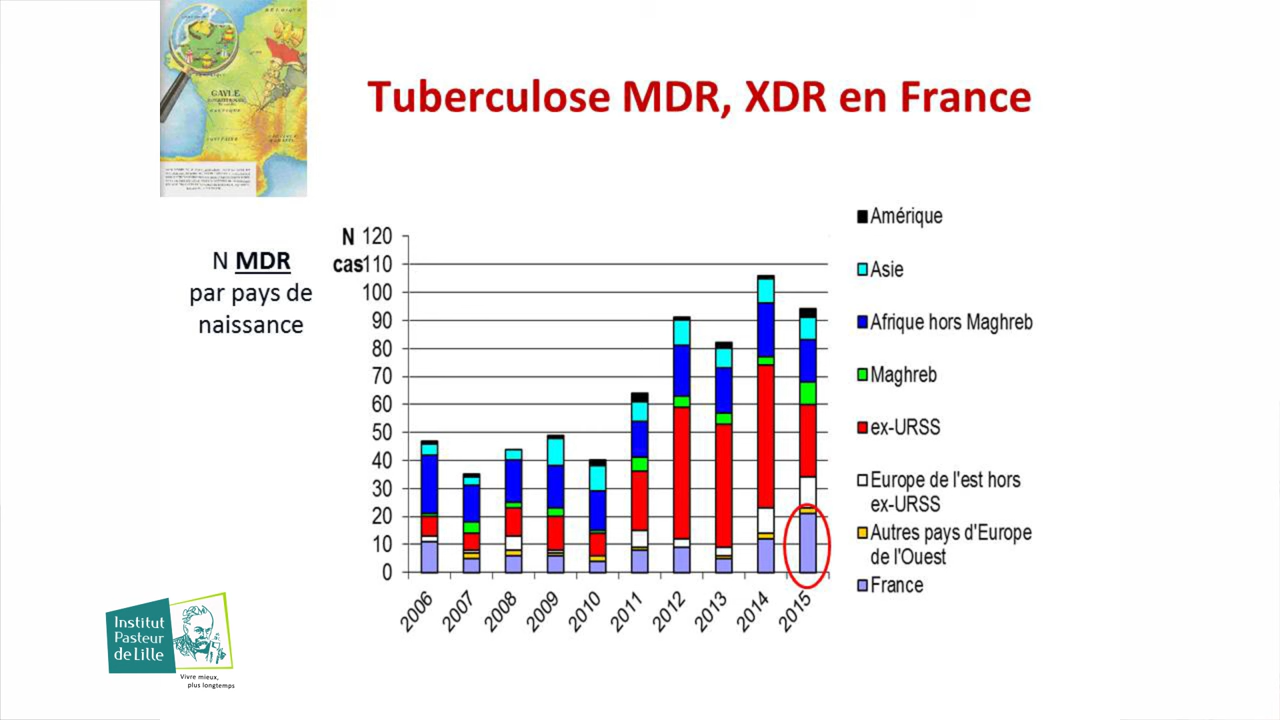 BELGIQUE
GAULE
Tuberculose MDR, XDR en France
N MDR
par pays de
naissance
N
cas
120
110
100
90
80
70
60
50
40
30
20
10
0
2006
2007
2008
2009
2010
2011
2012
2013
2014
2015
Amérique
Asie
Afrique hors Maghreb
Maghreb
ex-URSS
Europe de l'est hors
ex-URSS
Autres pays d'Europe
de l'Ouest
France
Institut
Pasteur
de Lille
Vivre mieux,
plus longtemps